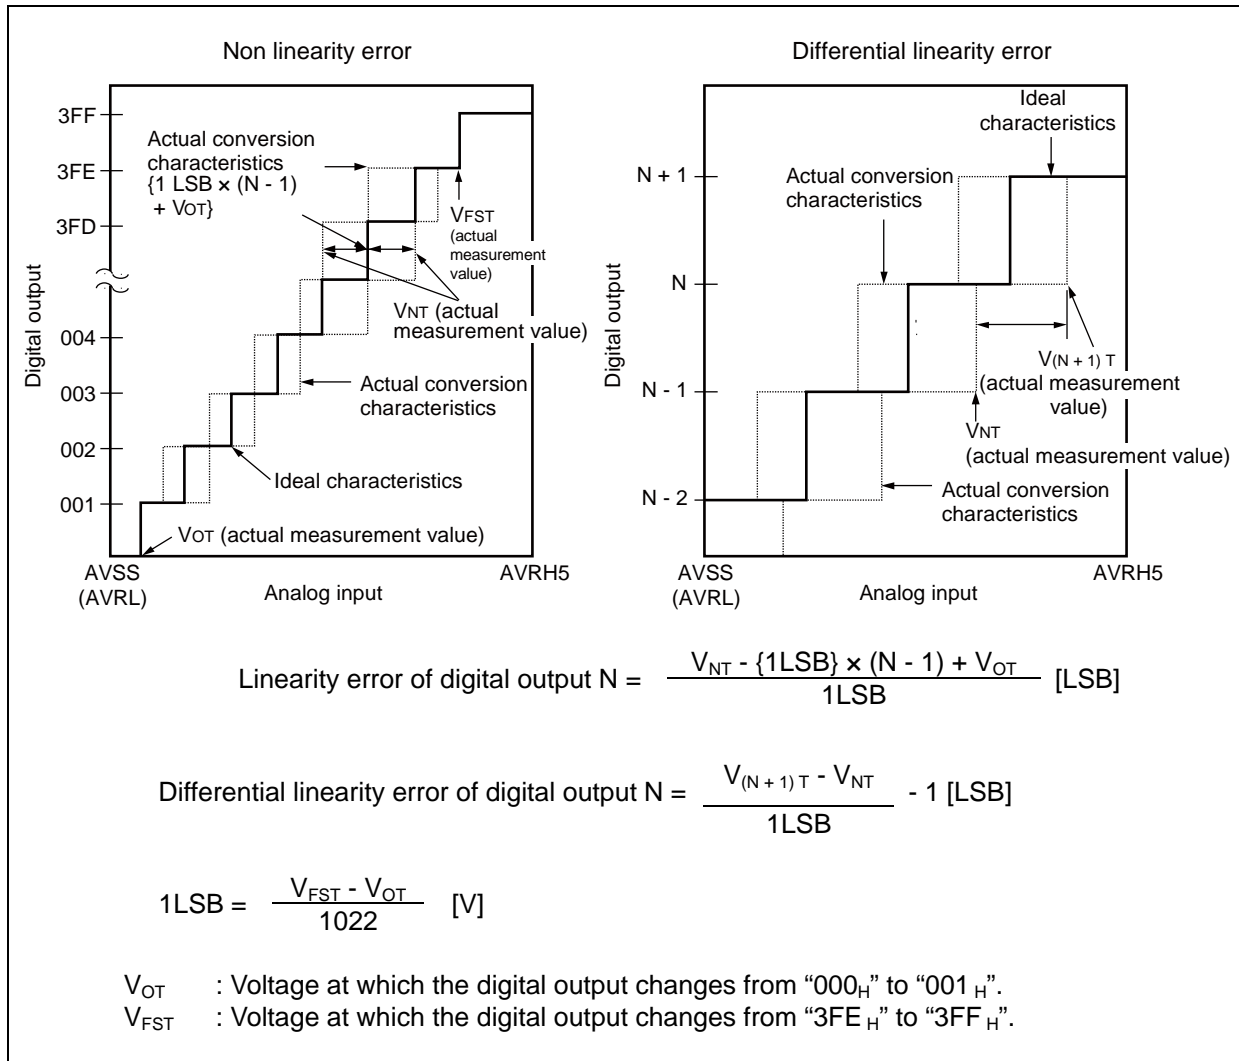 Non linearity error
3FF
3FE
3FD
004
003
002
001
Digital output
Actual conversion
characteristics
{1 LSB × (N - 1)
+ VOT}
VFST
(actual
measurement
value)
VNT (actual
measurement value)
Actual conversion
characteristics
Ideal characteristics
VOT (actual measurement value)
AVSS
(AVRL)
Analog input
AVRH5
Differential linearity error
Ideal
characteristics
Actual conversion
characteristics
N + 1
N
N - 1
N - 2
Digital output
V(N + 1) T
(actual measurement
value)
VNT
(actual measurement value)
Actual conversion
characteristics
AVSS
(AVRL)
Analog input
AVRH5
Linearity error of digital output N = VNT - {1LSB} × (N - 1) + VOT / 1LSB [LSB]
Differential linearity error of digital output N = V(N + 1) T - VNT / 1LSB - 1 [LSB]
1LSB = VFST - VOT / 1022 [V]
VOT : Voltage at which the digital output changes from “000H” to “001 H”.
VFST : Voltage at which the digital output changes from “3FE H” to “3FF H”.